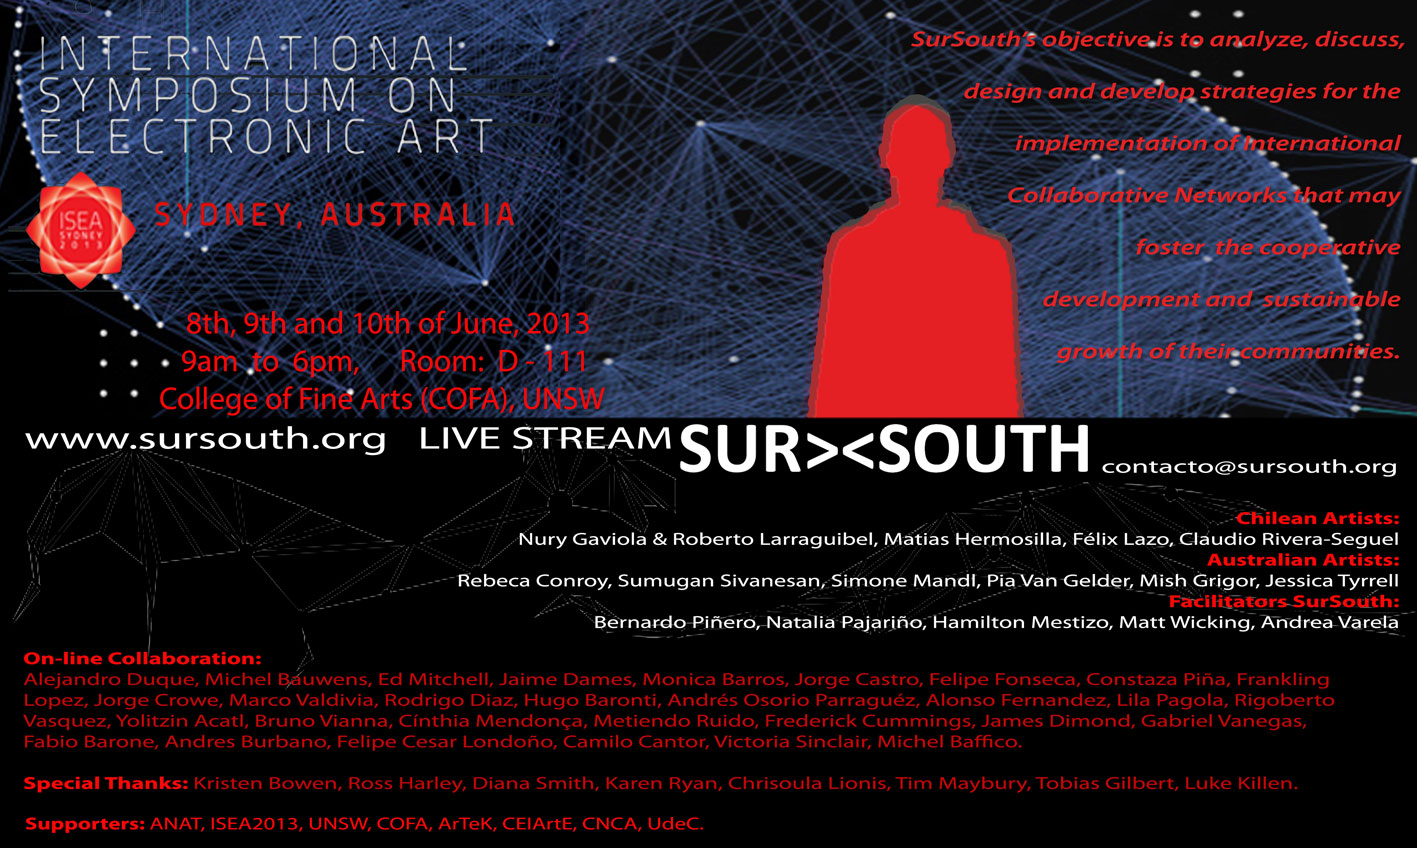 INTERNATIONAL
SYMPOSIUM ON
ELECTRONIC ART
ISEA
SYDNEY
2013
SYDNEY, AUSTRALIA
8th, 9th and 10th of June, 2013
9am to 6pm, Room: D - 111
College of Fine Arts (COFA), UNSW
SurSouth's objective is to analyze, discuss,
design and develop strategies for the
implementation of International
Collaborative Networks that may
foster the cooperative
development and sustainable
growth of their communities.
www.sursouth.org LIVE STREAM SUR><SOUTH contacto@sursouth.org
Chilean Artists:
Nury Gaviola & Roberto Larraguibel, Matias Hermosilla, Félix Lazo, Claudio Rivera-Seguel
Australian Artists:
Rebeca Conroy, Sumugan Sivanesan, Simone Mandl, Pia Van Gelder, Mish Grigor, Jessica Tyrrell
Facilitators SurSouth:
Bernardo Piñero, Natalia Pajariño, Hamilton Mestizo, Matt Wicking, Andrea Varela
On-line Collaboration:
Alejandro Duque, Michel Bauwens, Ed Mitchell, Jaime Dames, Monica Barros, Jorge Castro, Felipe Fonseca, Constaza Piña, Frankling
Lopez, Jorge Crowe, Marco Valdivia, Rodrigo Diaz, Hugo Baronti, Andrés Osorio Parraguéz, Alonso Fernandez, Lila Pagola, Rigoberto
Vasquez, Yolitzin Acatl, Bruno Vianna, Cínthia Mendonça, Metiendo Ruido, Frederick Cummings, James Dimond, Gabriel Vanegas,
Fabio Barone, Andres Burbano, Felipe Cesar Londoño, Camilo Cantor, Victoria Sinclair, Michel Baffico.
Special Thanks: Kristen Bowen, Ross Harley, Diana Smith, Karen Ryan, Chrisoula Lionis, Tim Maybury, Tobias Gilbert, Luke Killen.
Supporters: ANAT, ISEA2013, UNSW, COFA, ArTeK, CEIArtE, CNCA, UdeC.